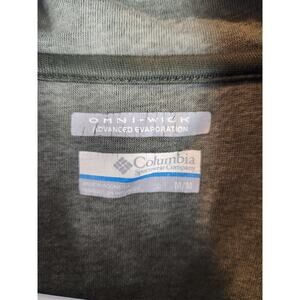 OMNI-WICK
ADVANCED EVAPORATION
Columbia
Sportswear Company
M/M